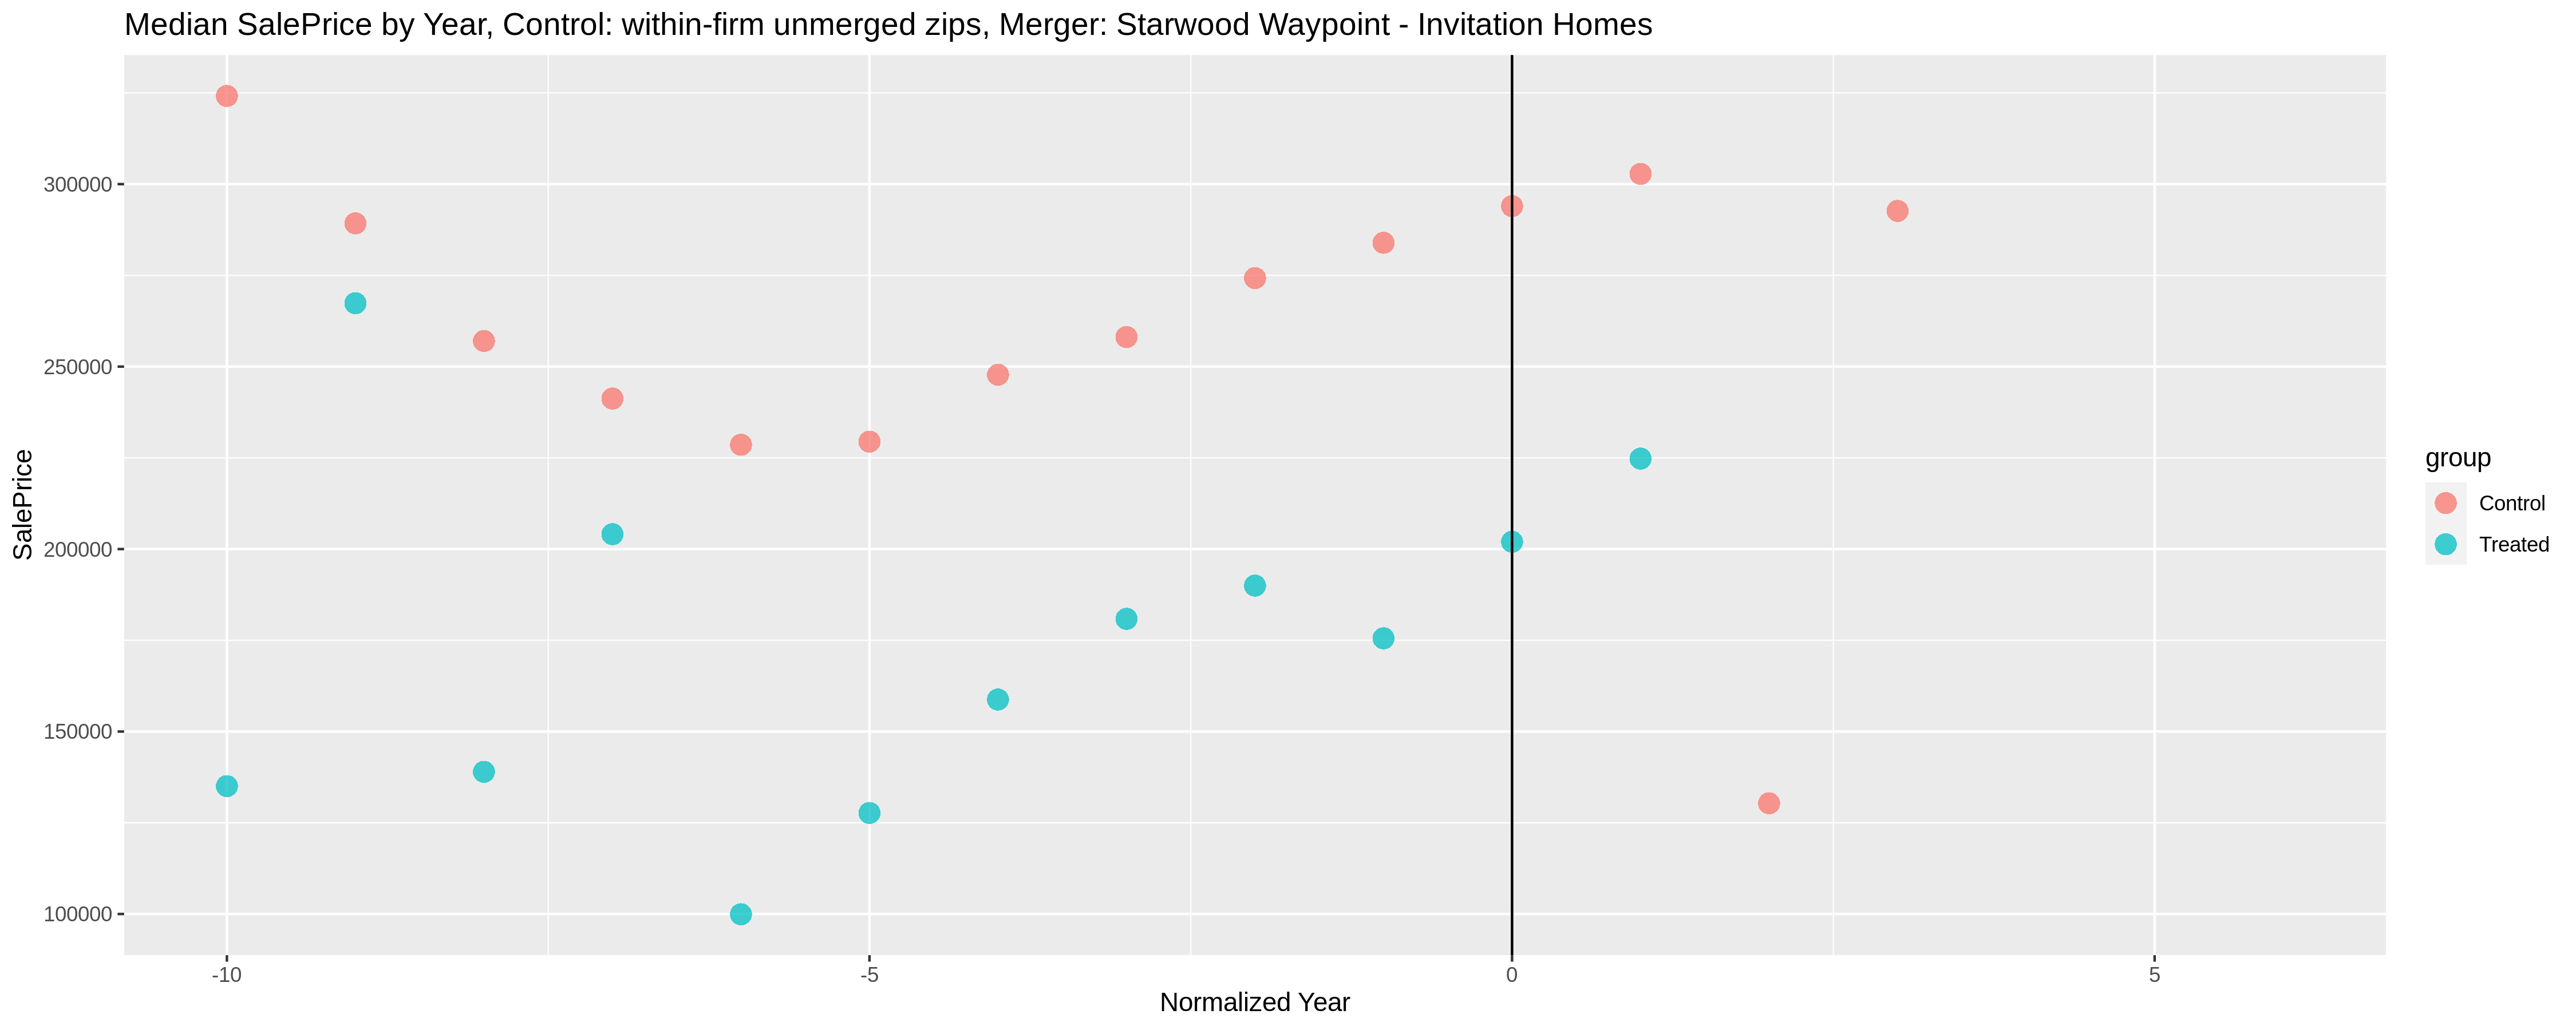 Median SalePrice by Year, Control: within-firm unmerged zips, Merger: Starwood Waypoint - Invitation Homes
SalePrice
300000
250000
200000
150000
100000
-10
-5
0
5
Normalized Year
group
Control
Treated